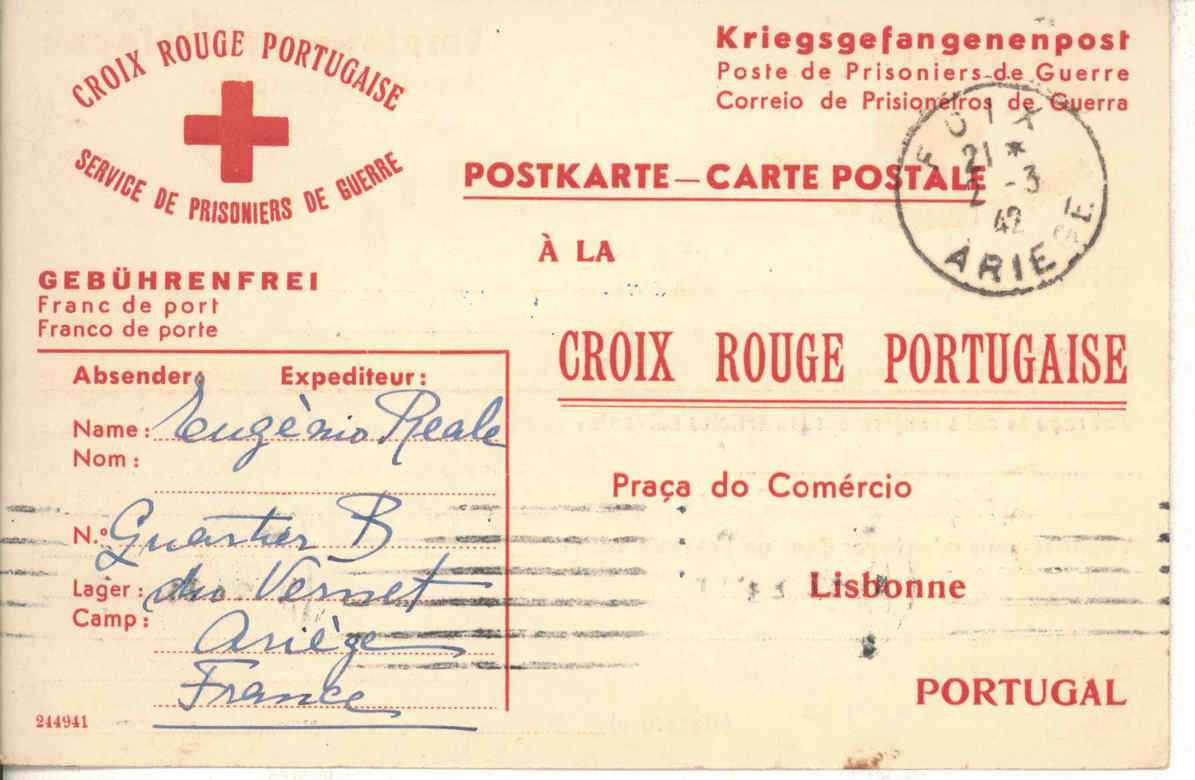 CROIX ROUGE PORTUGAISE
SERVICE DE PRISONIERS DE GUERRE
Kriegsgefangenenpost
Poste de Prisoniers de Guerre
Correio de Prisioneiros de Guerra
POSTKARTE — CARTE POSTALE
FOIX
21 *
2 -3
42
ARIEGE
À LA
GEBÜHRENFREI
Franc de port
Franco de porte
CROIX ROUGE PORTUGAISE
Absender: Expediteur:
Name: Eugènio Reale
Nom:
N.º Quartier B
Lager: du Vernet
Camp:
Ariège
France
Praça do Comércio
Lisbonne
PORTUGAL
244941